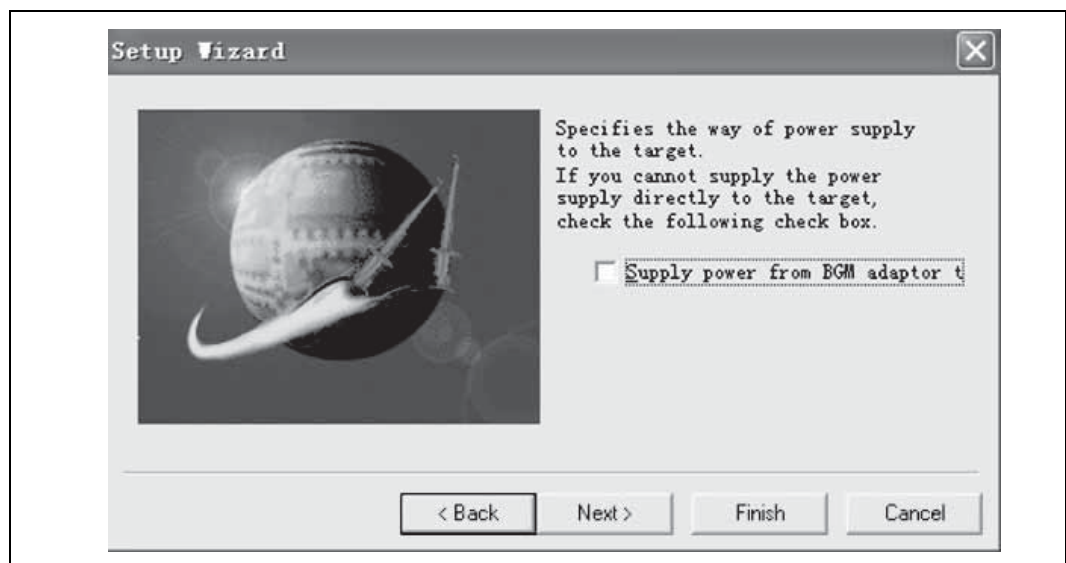 Setup Wizard
Specifies the way of power supply
to the target.
If you cannot supply the power
supply directly to the target,
check the following check box.
Supply power from BGM adaptor t
< Back
Next >
Finish
Cancel